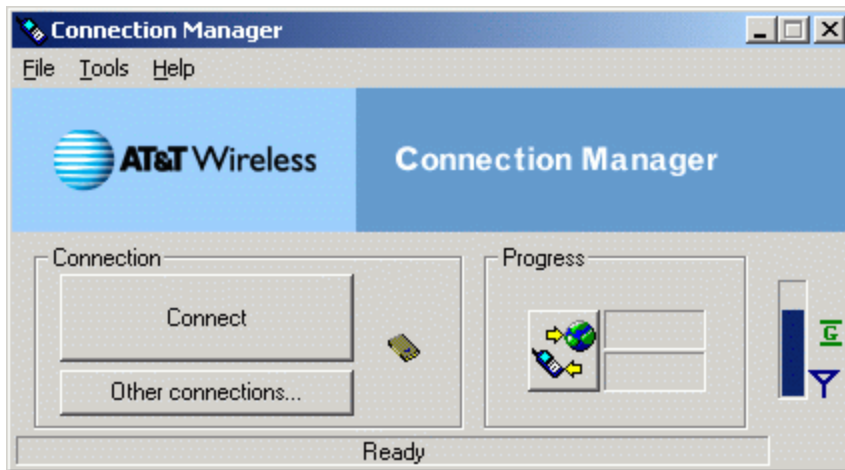 Connection Manager
File Tools Help
AT&T Wireless
Connection Manager
Connection
Progress
Connect
Other connections...
G
Ready